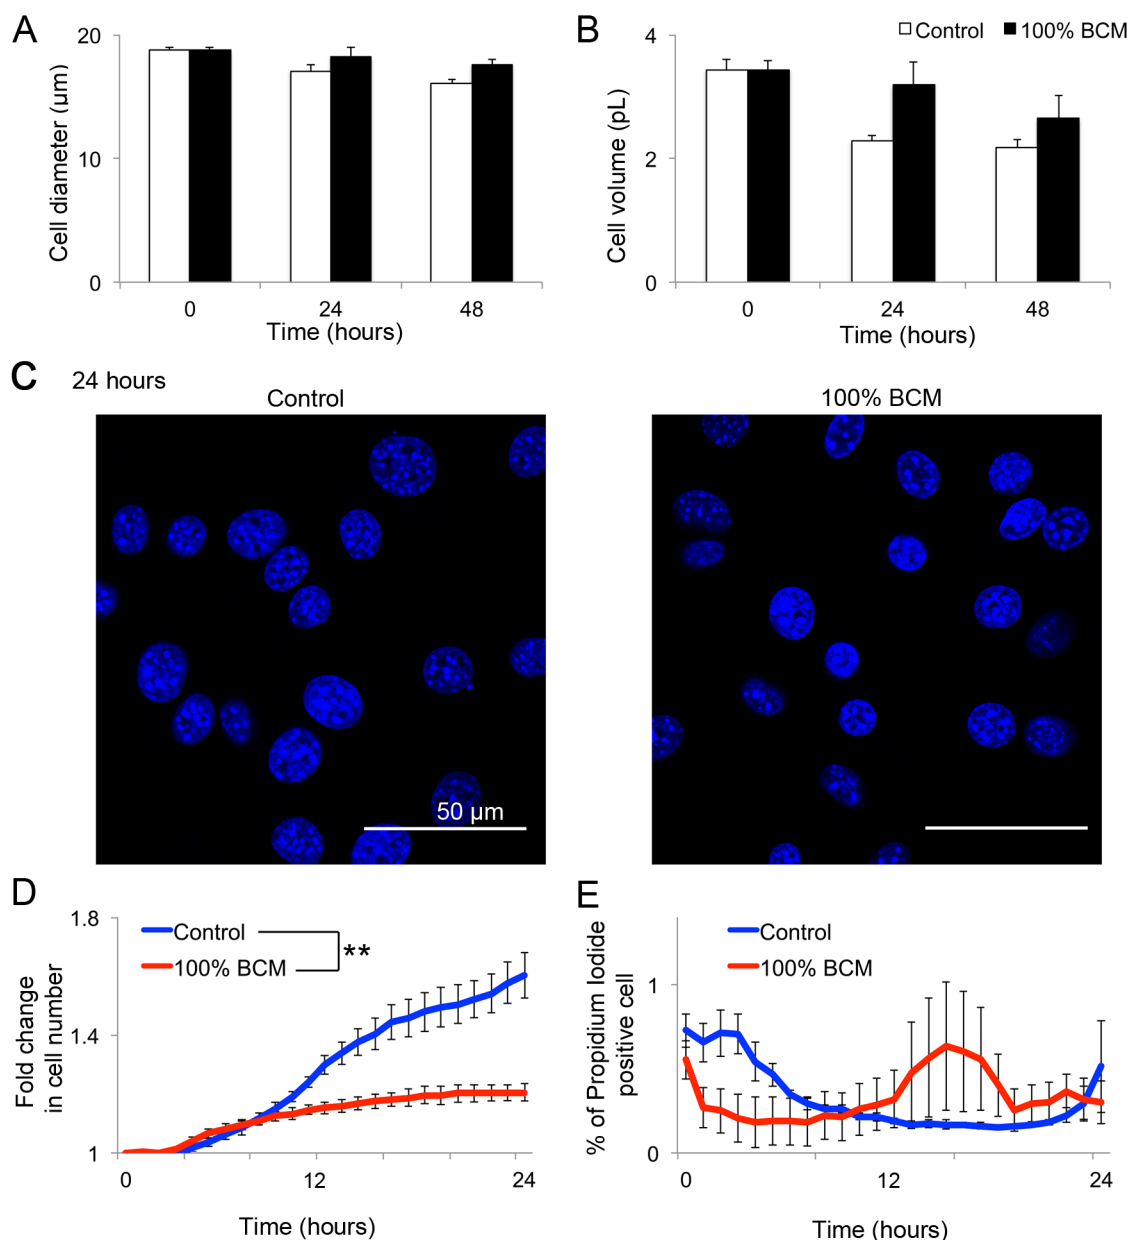 A
Cell diameter (μm)
20
10
0
0 24 48
Time (hours)
B
Control 100% BCM
Cell volume (pL)
4
2
0
0 24 48
Time (hours)
C
24 hours
Control
100% BCM
50 μm
D
Fold change
in cell number
1.8
1.4
1
Control
100% BCM
**
0 12 24
Time (hours)
E
% of Propidium Iodide
positive cell
1
0
Control
100% BCM
0 12 24
Time (hours)